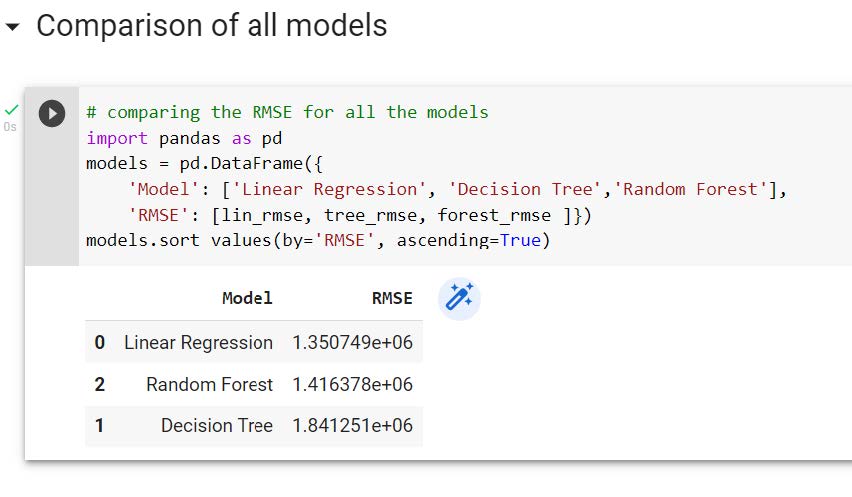 Comparison of all models
# comparing the RMSE for all the models
import pandas as pd
models = pd.DataFrame({
'Model': ['Linear Regression', 'Decision Tree','Random Forest'],
'RMSE': [lin_rmse, tree_rmse, forest_rmse ]})
models.sort values(by='RMSE', ascending=True)
0s
Model RMSE
0 Linear Regression 1.350749e+06
2 Random Forest 1.416378e+06
1 Decision Tree 1.841251e+06